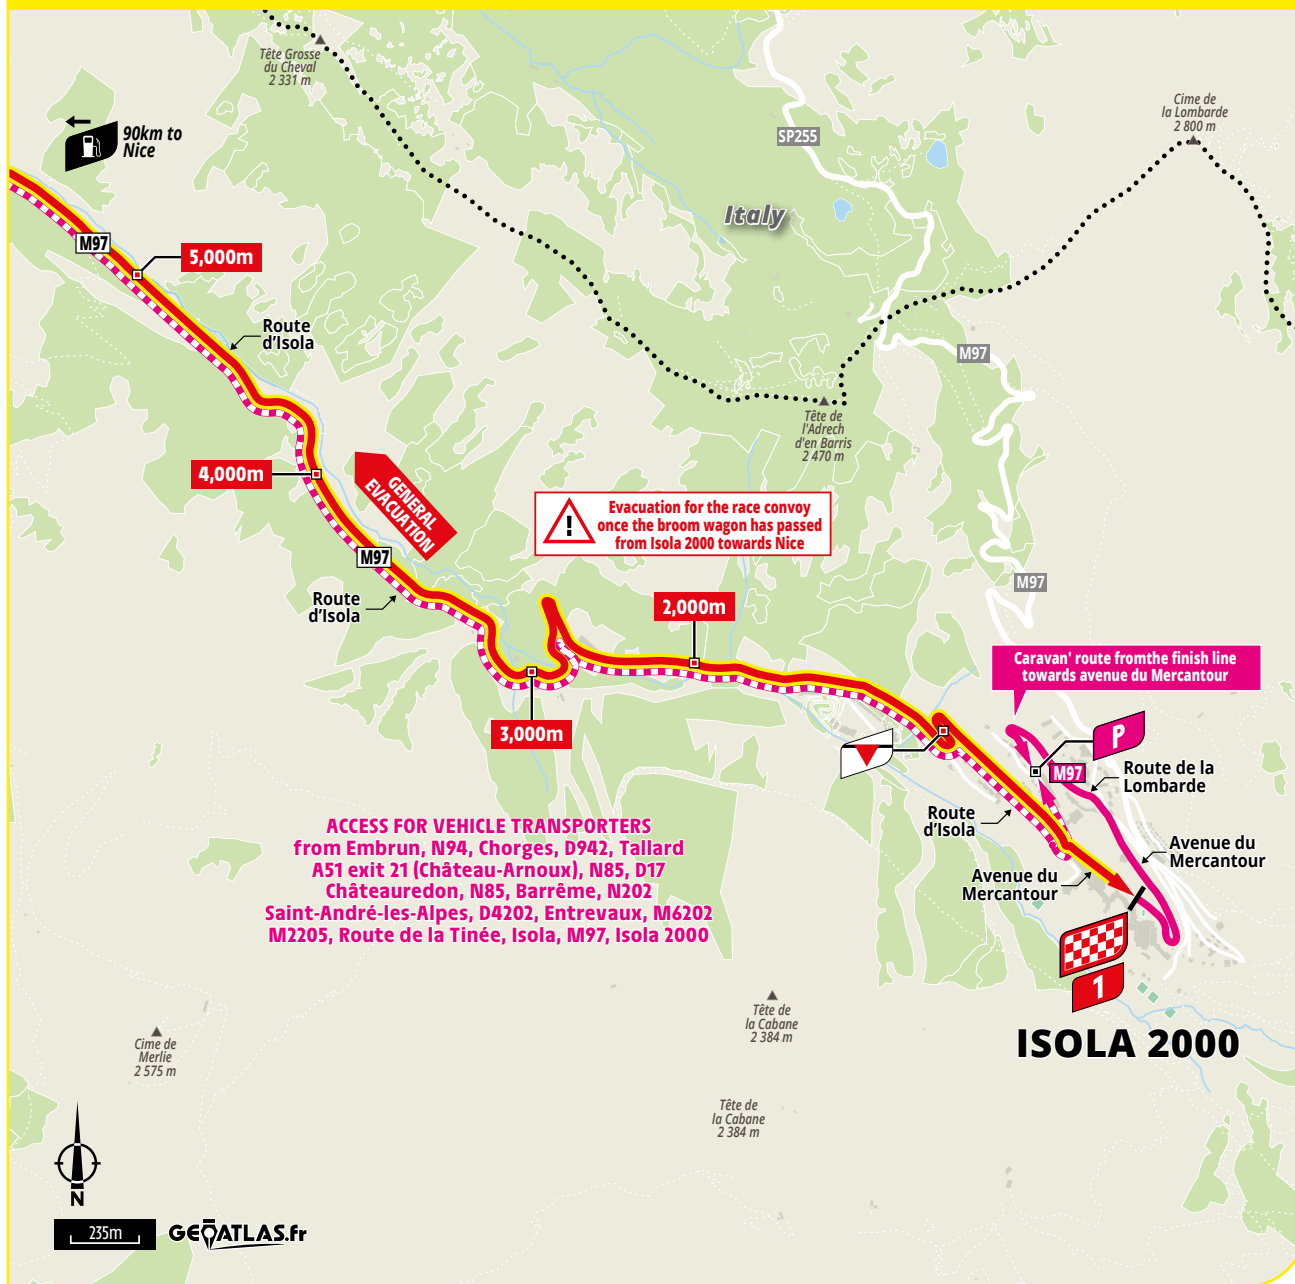 Tête Grosse
du Cheval
2 331 m
90km to
Nice
Cime de
la Lombarde
2 800 m
SP255
Italy
M97
5,000m
Route
d'Isola
M97
Tête de
l'Adrech
d'en Barris
2 470 m
4,000m
GENERAL
EVACUATION
!
Evacuation for the race convoy
once the broom wagon has passed
from Isola 2000 towards Nice
M97
M97
Route
d'Isola
2,000m
Caravan' route fromthe finish line
towards avenue du Mercantour
3,000m
P
M97
Route de la
Lombarde
Route
d'Isola
Avenue du
Mercantour
Avenue du
Mercantour
ACCESS FOR VEHICLE TRANSPORTERS
from Embrun, N94, Chorges, D942, Tallard
A51 exit 21 (Château-Arnoux), N85, D17
Châteauredon, N85, Barrême, N202
Saint-André-les-Alpes, D4202, Entrevaux, M6202
M2205, Route de la Tinée, Isola, M97, Isola 2000
1
ISOLA 2000
Tête de
la Cabane
2 384 m
Cime de
Merlie
2 575 m
Tête de
la Cabane
2 384 m
N
235m
GEOATLAS.fr